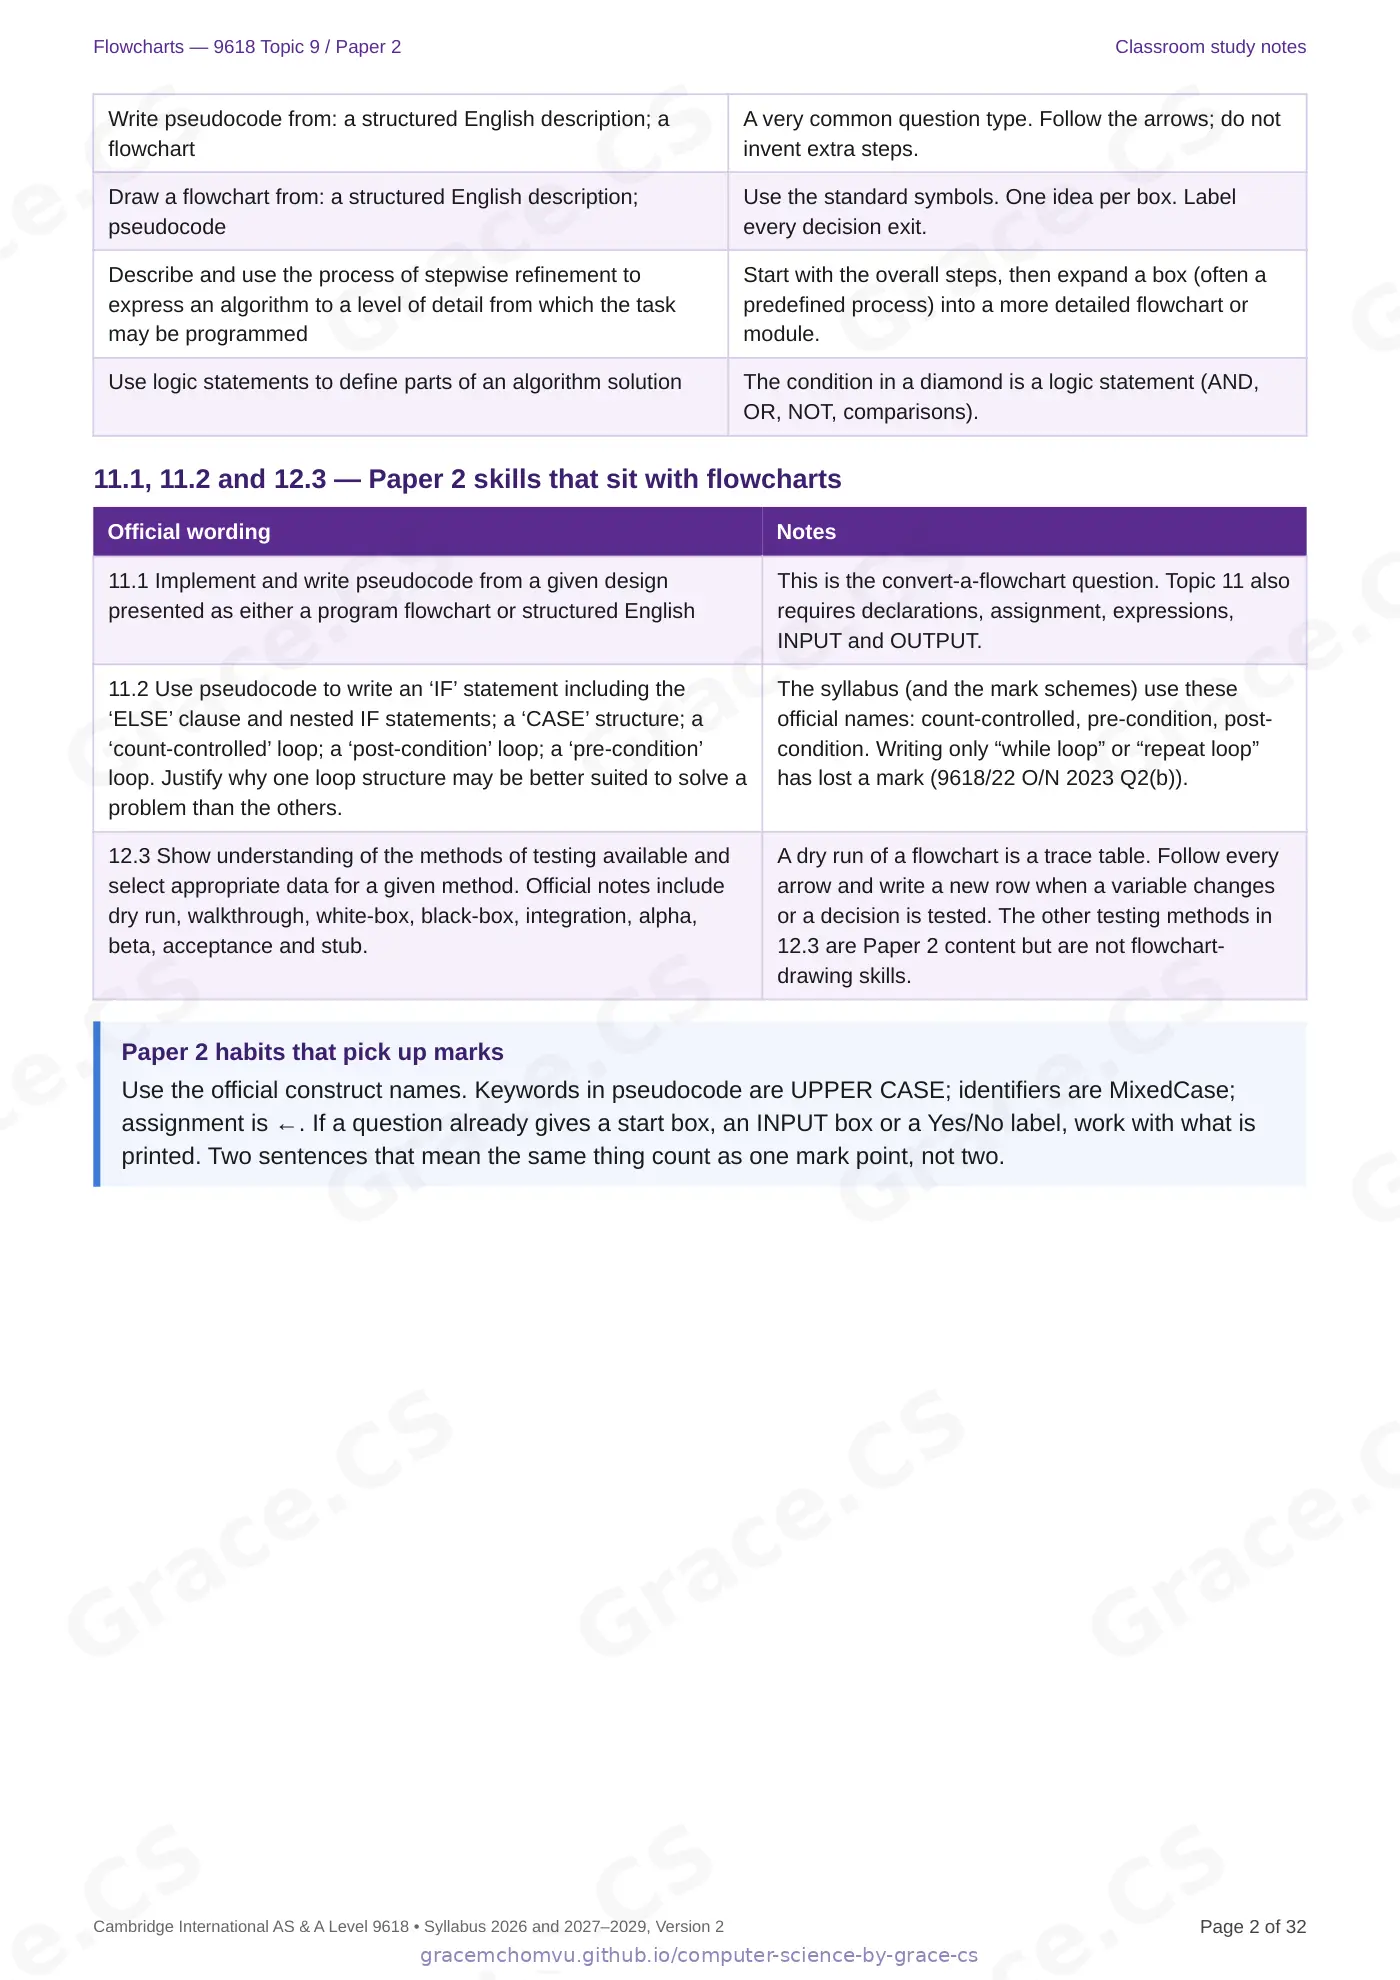 Flowcharts — 9618 Topic 9 / Paper 2
Classroom study notes
Write pseudocode from: a structured English description; a
flowchart
A very common question type. Follow the arrows; do not
invent extra steps.
Draw a flowchart from: a structured English description;
pseudocode
Use the standard symbols. One idea per box. Label
every decision exit.
Describe and use the process of stepwise refinement to
express an algorithm to a level of detail from which the task
may be programmed
Start with the overall steps, then expand a box (often a
predefined process) into a more detailed flowchart or
module.
Use logic statements to define parts of an algorithm solution
The condition in a diamond is a logic statement (AND,
OR, NOT, comparisons).
11.1, 11.2 and 12.3 — Paper 2 skills that sit with flowcharts
Official wording
Notes
11.1 Implement and write pseudocode from a given design
presented as either a program flowchart or structured English
This is the convert-a-flowchart question. Topic 11 also
requires declarations, assignment, expressions,
INPUT and OUTPUT.
11.2 Use pseudocode to write an ‘IF’ statement including the
‘ELSE’ clause and nested IF statements; a ‘CASE’ structure; a
‘count-controlled’ loop; a ‘post-condition’ loop; a ‘pre-condition’
loop. Justify why one loop structure may be better suited to solve a
problem than the others.
The syllabus (and the mark schemes) use these
official names: count-controlled, pre-condition, post-
condition. Writing only “while loop” or “repeat loop”
has lost a mark (9618/22 O/N 2023 Q2(b)).
12.3 Show understanding of the methods of testing available and
select appropriate data for a given method. Official notes include
dry run, walkthrough, white-box, black-box, integration, alpha,
beta, acceptance and stub.
A dry run of a flowchart is a trace table. Follow every
arrow and write a new row when a variable changes
or a decision is tested. The other testing methods in
12.3 are Paper 2 content but are not flowchart-
drawing skills.
Paper 2 habits that pick up marks
Use the official construct names. Keywords in pseudocode are UPPER CASE; identifiers are MixedCase;
assignment is ←. If a question already gives a start box, an INPUT box or a Yes/No label, work with what is
printed. Two sentences that mean the same thing count as one mark point, not two.
Grace.CS
Grace.CS
Grace.CS
Cambridge International AS & A Level 9618 • Syllabus 2026 and 2027–2029, Version 2
Page 2 of 32
gracemchomvu.github.io/computer-science-by-grace-cs